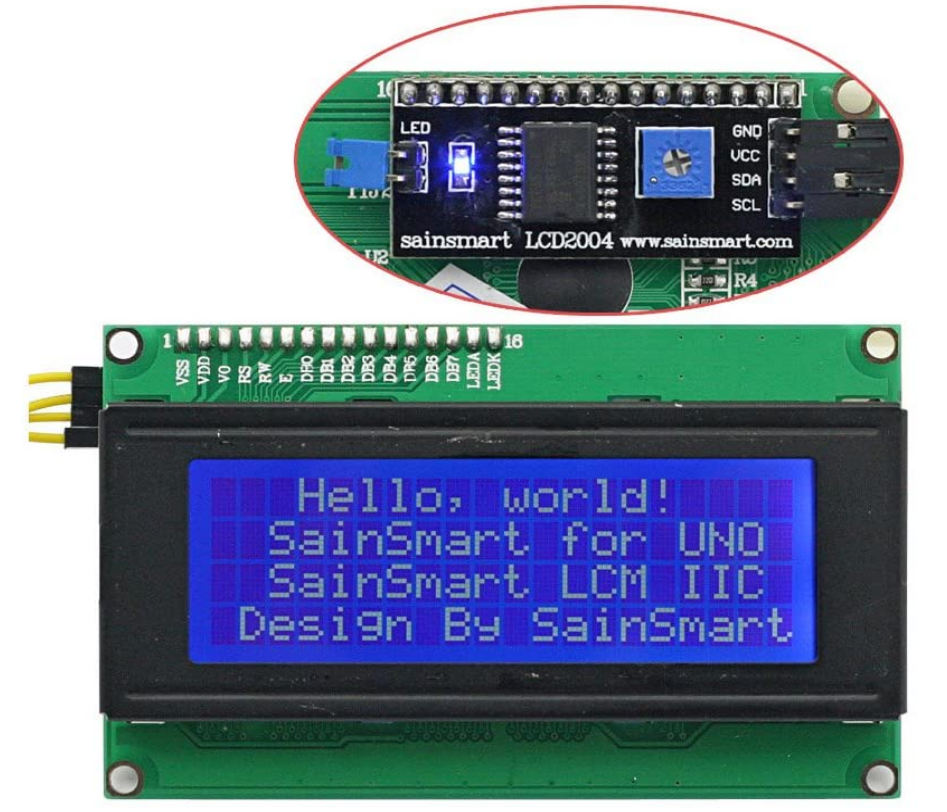 16
1
LED
GND
VCC
SDA
SCL
sainsmart LCD2004 www.sainsmart.com
U2
R4
1
16
VSS
VDD
VO
RS
RW
E
DB0
DB1
DB2
DB3
DB4
DB5
DB6
DB7
LEDA
LEDK
Hello, world!
SainSmart for UNO
SainSmart LCM IIC
Design By SainSmart